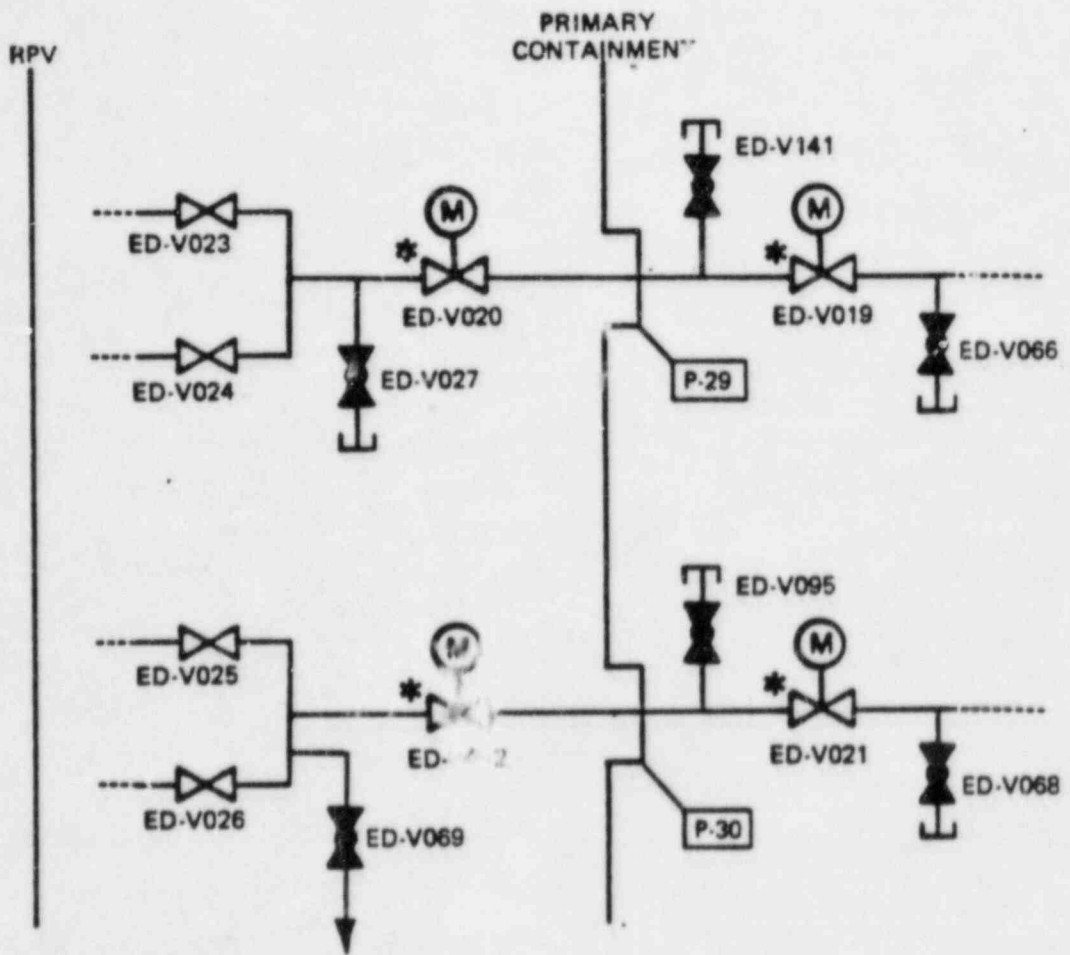 RPV
PRIMARY
CONTAINMENT
ED-V141
M
M
ED-V023
*
*
ED-V020
ED-V019
ED-V027
ED-V066
ED-V024
P-29
ED-V095
M
M
ED-V025
*
*
ED-V021
ED-V068
ED-V026
ED-V069
P-30